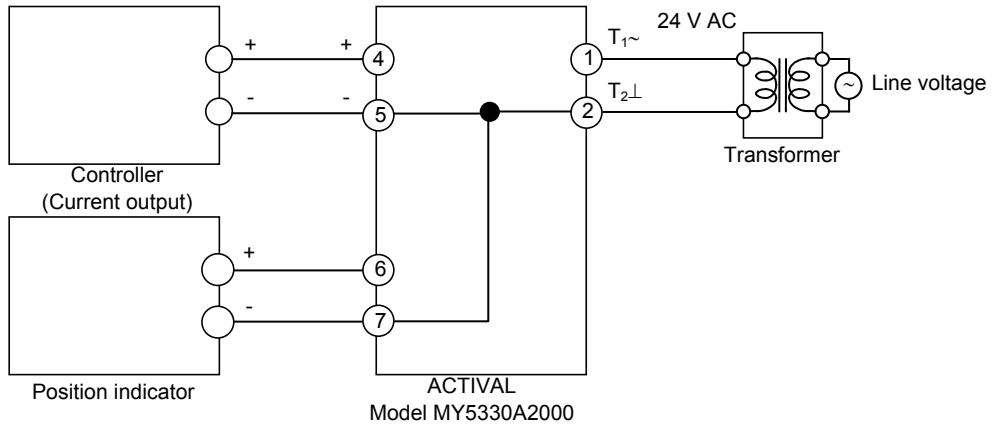 24 V AC
+ + 4
1 T₁~
Line voltage
~
- - 5
2 T₂⊥
Transformer
Controller
(Current output)
+ 6
- 7
Position indicator
ACTIVAL
Model MY5330A2000